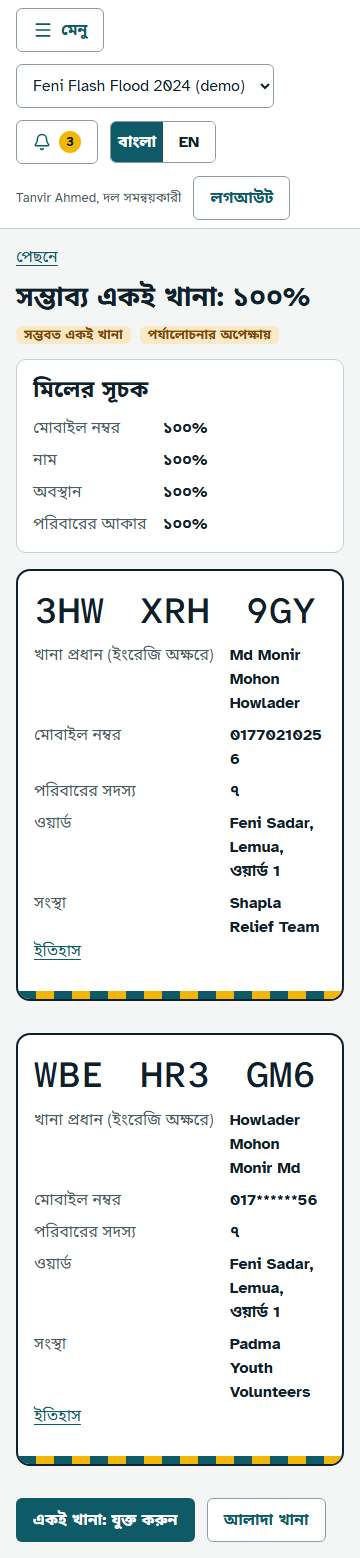 মেনু
Feni Flash Flood 2024 (demo)
3 বাংলা EN
Tanvir Ahmed, দল সমন্বয়কারী লগআউট
পেছনে
সম্ভাব্য একই খানা: ১০০%
সম্ভবত একই খানা পর্যালোচনার অপেক্ষায়
মিলের সূচক
মোবাইল নম্বর ১০০%
নাম ১০০%
অবস্থান ১০০%
পরিবারের আকার ১০০%
3HW XRH 9GY
খানা প্রধান (ইংরেজি অক্ষরে) Md Monir
Mohon
Howlader
মোবাইল নম্বর 0177021025
6
পরিবারের সদস্য ৭
ওয়ার্ড Feni Sadar,
Lemua,
ওয়ার্ড 1
সংস্থা Shapla
Relief Team
ইতিহাস
WBE HR3 GM6
খানা প্রধান (ইংরেজি অক্ষরে) Howlader
Mohon
Monir Md
মোবাইল নম্বর 017******56
পরিবারের সদস্য ৭
ওয়ার্ড Feni Sadar,
Lemua,
ওয়ার্ড 1
সংস্থা Padma
Youth
Volunteers
ইতিহাস
একই খানা: যুক্ত করুন আলাদা খানা